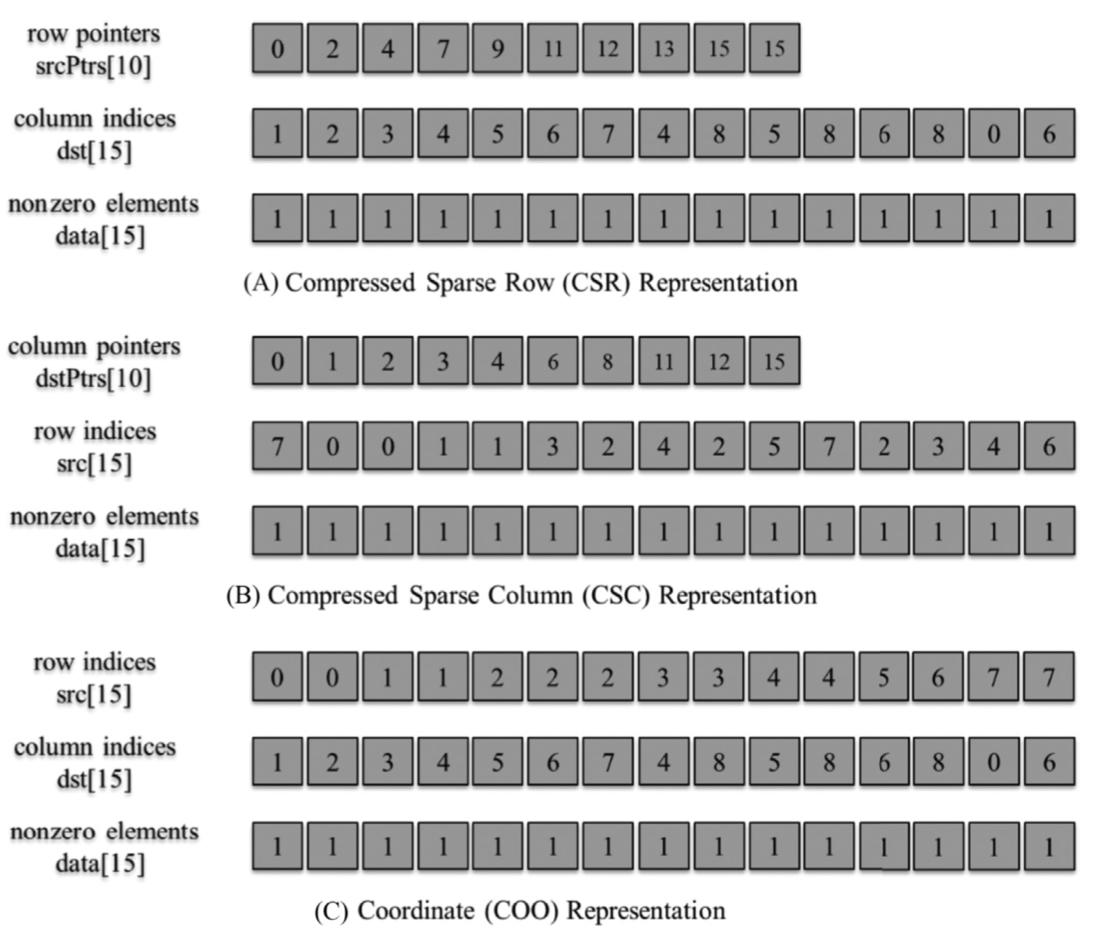 row pointers
srcPtrs[10]
0 2 4 7 9 11 12 13 15 15
column indices
dst[15]
1 2 3 4 5 6 7 4 8 5 8 6 8 0 6
nonzero elements
data[15]
1 1 1 1 1 1 1 1 1 1 1 1 1 1 1
(A) Compressed Sparse Row (CSR) Representation
column pointers
dstPtrs[10]
0 1 2 3 4 6 8 11 12 15
row indices
src[15]
7 0 0 1 1 3 2 4 2 5 7 2 3 4 6
nonzero elements
data[15]
1 1 1 1 1 1 1 1 1 1 1 1 1 1 1
(B) Compressed Sparse Column (CSC) Representation
row indices
src[15]
0 0 1 1 2 2 2 3 3 4 4 5 6 7 7
column indices
dst[15]
1 2 3 4 5 6 7 4 8 5 8 6 8 0 6
nonzero elements
data[15]
1 1 1 1 1 1 1 1 1 1 1 1 1 1 1
(C) Coordinate (COO) Representation